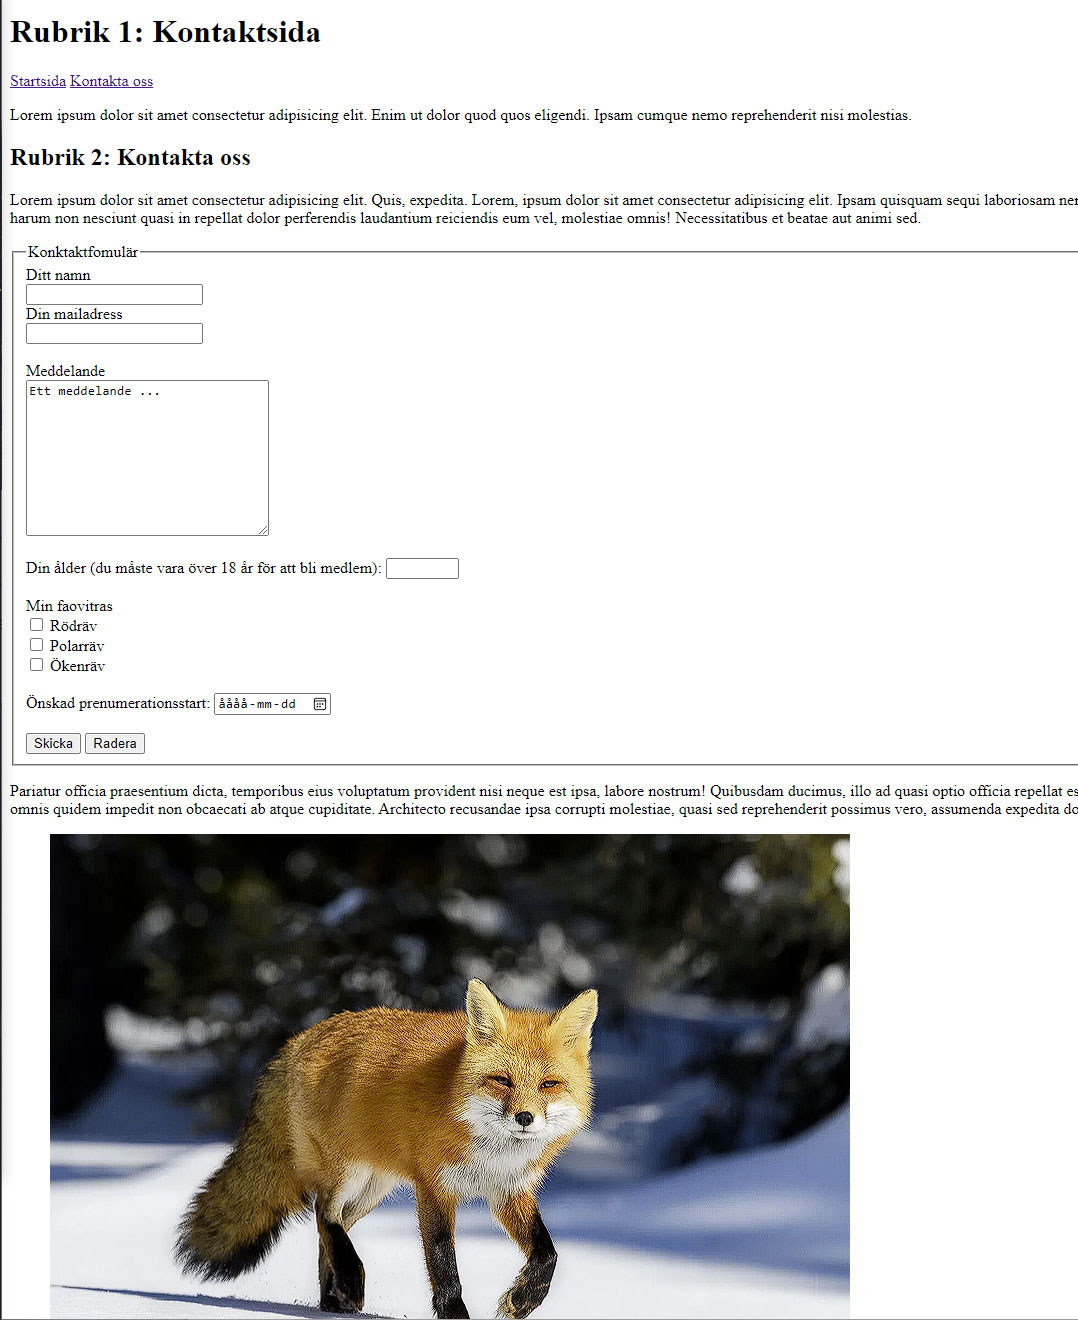 Rubrik 1: Kontaktsida
Startsida Kontakta oss
Lorem ipsum dolor sit amet consectetur adipisicing elit. Enim ut dolor quod quos eligendi. Ipsam cumque nemo reprehenderit nisi molestias.
Rubrik 2: Kontakta oss
Lorem ipsum dolor sit amet consectetur adipisicing elit. Quis, expedita. Lorem, ipsum dolor sit amet consectetur adipisicing elit. Ipsam quisquam sequi laboriosam
harum non nesciunt quasi in repellat dolor perferendis laudantium reiciendis eum vel, molestiae omnis! Necessitatibus et beatae aut animi sed.
Konktaktfomulär
Ditt namn
Din mailadress
Meddelande
Ett meddelande ...
Din ålder (du måste vara över 18 år för att bli medlem):
Min faovitras
Rödräv
Polarräv
Ökenräv
Önskad prenumerationsstart: åååå-mm-dd
Skicka Radera
Pariatur officia praesentium dicta, temporibus eius voluptatum provident nisi neque est ipsa, labore nostrum! Quibusdam ducimus, illo ad quasi optio officia repellat
omnis quidem impedit non obcaecati ab atque cupiditate. Architecto recusandae ipsa corrupti molestiae, quasi sed reprehenderit possimus vero, assumenda expedita